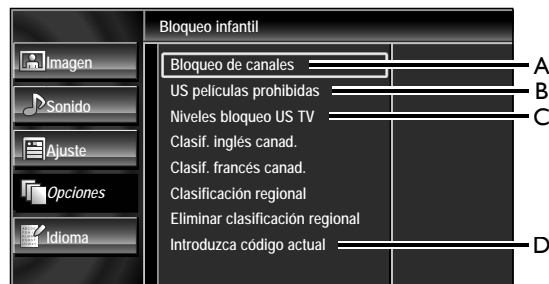 Bloqueo infantil
Imagen
Sonido
Ajuste
Opciones
Idioma
Bloqueo de canales
US películas prohibidas
Niveles bloqueo US TV
Clasif. inglés canad.
Clasif. francés canad.
Clasificación regional
Eliminar clasificación regional
Introduzca código actual
A
B
C
D